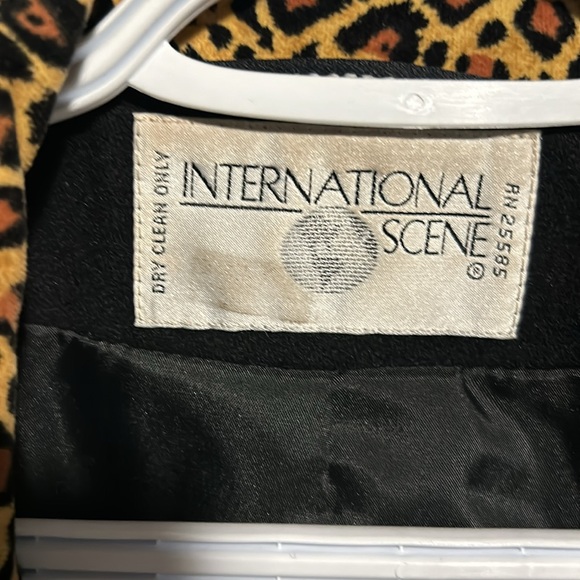 DRY CLEAN ONLY
INTERNATIONAL
SCENE ®
RN 25585